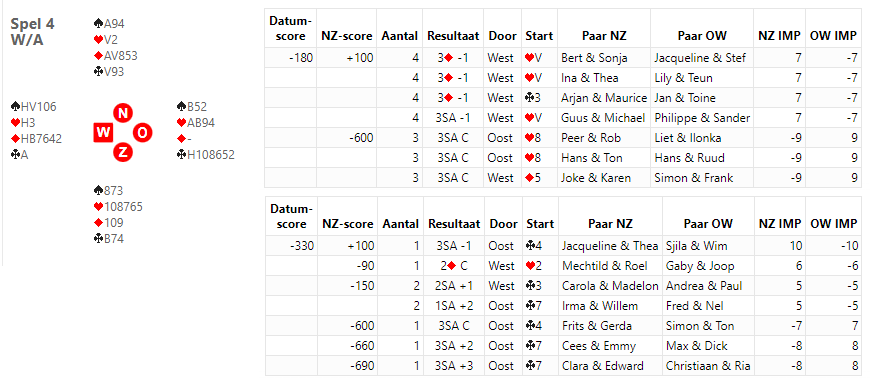 Spel 4
W/A
♠A94
♥V2
♦AV853
♣V93
♠HV106
♥H3
♦HB7642
♣A
N
W O
Z
♠B52
♥AB94
♦-
♣H108652
♠873
♥108765
♦109
♣B74
Datum-score NZ-score Aantal Resultaat Door Start Paar NZ Paar OW NZ IMP OW IMP
-180 +100 4 3♦ -1 West ♥V Bert & Sonja Jacqueline & Stef 7 -7
4 3♦ -1 West ♥V Ina & Thea Lily & Teun 7 -7
4 3♦ -1 West ♣3 Arjan & Maurice Jan & Toine 7 -7
4 3SA -1 West ♥V Guus & Michael Philippe & Sander 7 -7
-600 3 3SA C Oost ♥8 Peer & Rob Liet & Ilonka -9 9
3 3SA C Oost ♥8 Hans & Ton Hans & Ruud -9 9
3 3SA C West ♦5 Joke & Karen Simon & Frank -9 9
Datum-score NZ-score Aantal Resultaat Door Start Paar NZ Paar OW NZ IMP OW IMP
-330 +100 1 3SA -1 Oost ♣4 Jacqueline & Thea Sjila & Wim 10 -10
-90 1 2♦ C West ♥2 Mechtild & Roel Gaby & Joop 6 -6
-150 2 2SA +1 West ♣3 Carola & Madelon Andrea & Paul 5 -5
2 1SA +2 Oost ♣7 Irma & Willem Fred & Nel 5 -5
-600 1 3SA C Oost ♣4 Frits & Gerda Simon & Ton -7 7
-660 1 3SA +2 Oost ♣7 Cees & Emmy Max & Dick -8 8
-690 1 3SA +3 Oost ♣7 Clara & Edward Christiaan & Ria -8 8